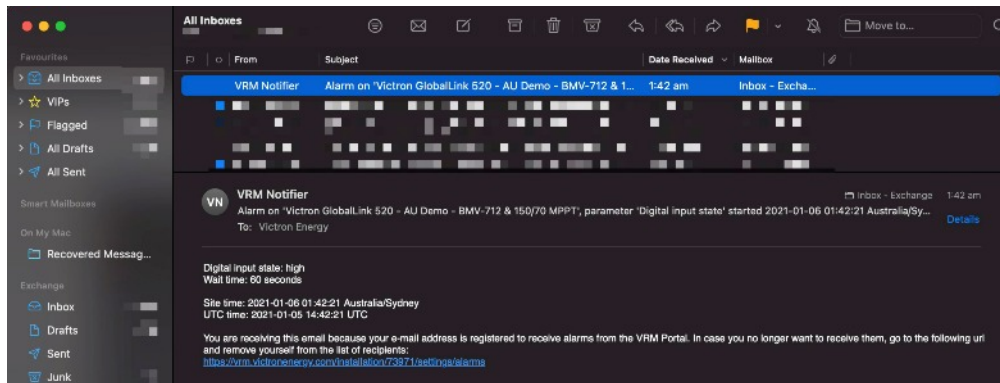 All Inboxes
Move to...
Favourites
All Inboxes
VIPs
Flagged
All Drafts
All Sent
Smart Mailboxes
On My Mac
Recovered Messag...
Exchange
Inbox
Drafts
Sent
Junk
From Subject Date Received Mailbox
VRM Notifier Alarm on 'Victron GlobalLink 520 - AU Demo - BMV-712 & 1... 1:42 am Inbox - Excha...
VN
VRM Notifier Inbox - Exchange 1:42 am
Alarm on 'Victron GlobalLink 520 - AU Demo - BMV-712 & 150/70 MPPT', parameter 'Digital input state' started 2021-01-06 01:42:21 Australia/Sy... Details
To: Victron Energy
Digital input state: high
Wait time: 60 seconds
Site time: 2021-01-06 01:42:21 Australia/Sydney
UTC time: 2021-01-05 14:42:21 UTC
You are receiving this email because your e-mail address is registered to receive alarms from the VRM Portal. In case you no longer want to receive them, go to the following url
and remove yourself from the list of recipients:
https://vrm.victronenergy.com/installation/73971/settings/alarms